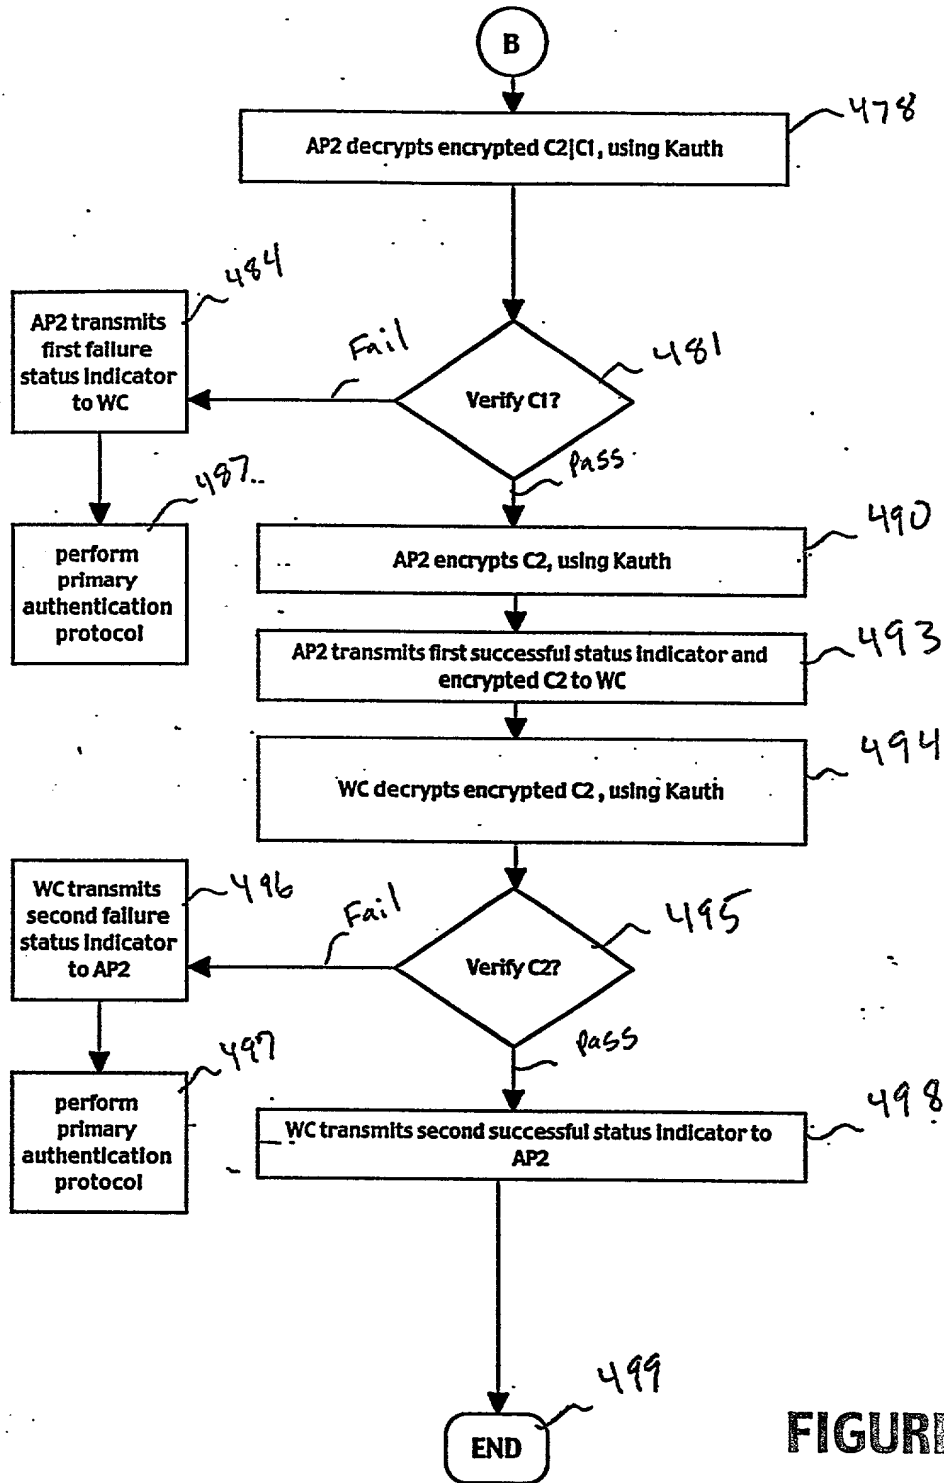 B
AP2 decrypts encrypted C2|C1, using Kauth
478
484
AP2 transmits
first failure
status indicator
to WC
Fail
Verify C1?
481
Pass
487
perform
primary
authentication
protocol
AP2 encrypts C2, using Kauth
490
AP2 transmits first successful status indicator and
encrypted C2 to WC
493
WC decrypts encrypted C2, using Kauth
494
WC transmits
second failure
status indicator
to AP2
496
Fail
Verify C2?
495
Pass
497
perform
primary
authentication
protocol
WC transmits second successful status indicator to
AP2
498
END
499
FIGURE